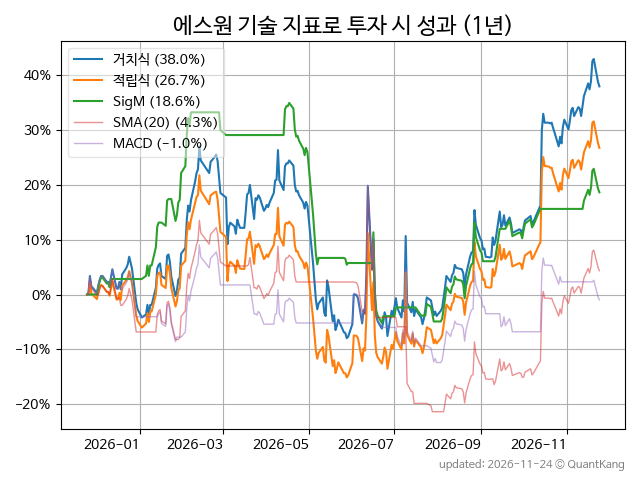 에스원 기술 지표로 투자 시 성과 (1년)
거치식 (38.0%)
적립식 (26.7%)
SigM (18.6%)
SMA(20) (4.3%)
MACD (−1.0%)
40%
30%
20%
10%
0%
−10%
−20%
2026-01 2026-03 2026-05 2026-07 2026-09 2026-11
updated: 2026-11-24 © QuantKang